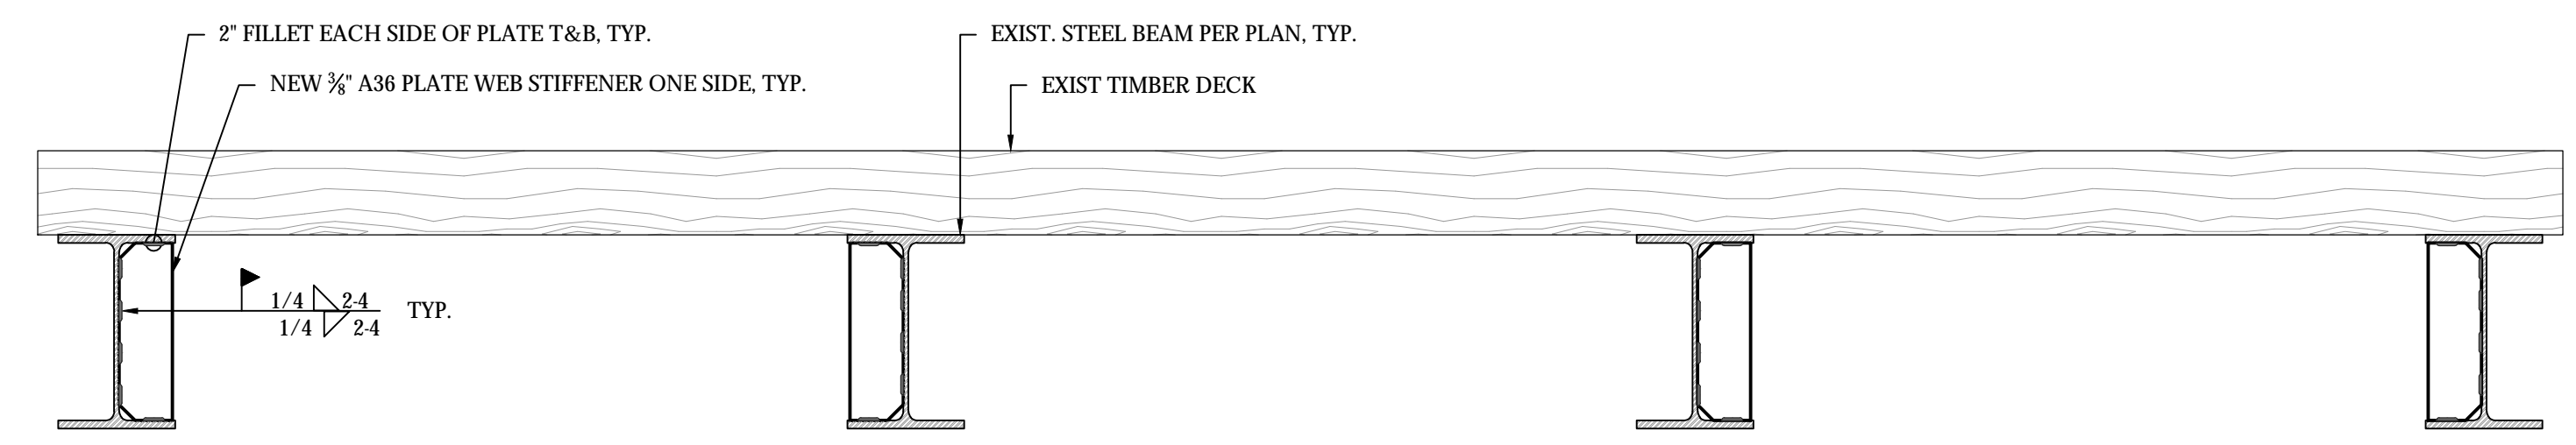 2" FILLET EACH SIDE OF PLATE T&B, TYP.
NEW ⅜" A36 PLATE WEB STIFFENER ONE SIDE, TYP.
EXIST. STEEL BEAM PER PLAN, TYP.
EXIST TIMBER DECK
1/4 2-4
1/4 2-4
TYP.